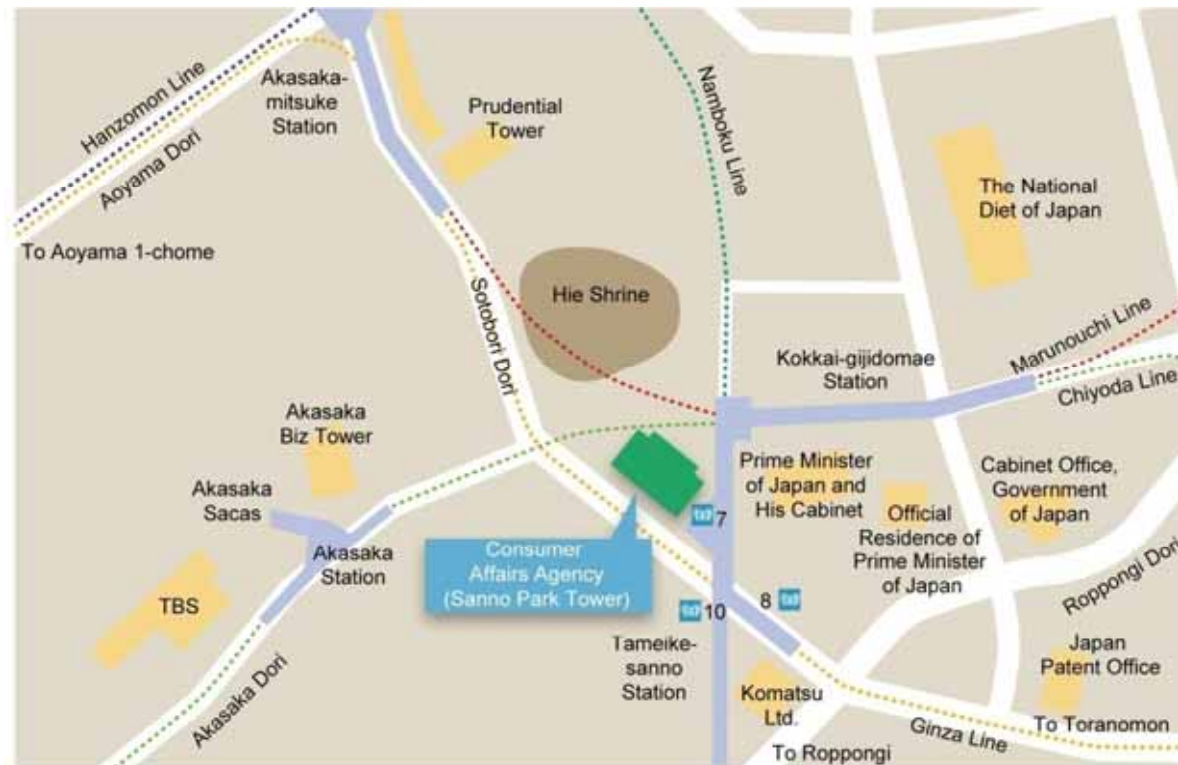 Hanzomon Line
Aoyama Dori
To Aoyama 1-chome
Akasaka-
mitsuke
Station
Prudential
Tower
Namboku Line
The National
Diet of Japan
Hie Shrine
Sotobori Dori
Kokkai-gijidomae
Station
Marunouchi Line
Chiyoda Line
Akasaka
Biz Tower
Akasaka
Sacas
Akasaka
Station
TBS
Akasaka Dori
Consumer
Affairs Agency
(Sanno Park Tower)
7
10
8
Prime Minister
of Japan and
His Cabinet
Official
Residence of
Prime Minister
of Japan
Cabinet Office,
Government
of Japan
Roppongi Dori
Tameike-
sanno
Station
Komatsu
Ltd.
Japan
Patent Office
To Toranomon
Ginza Line
To Roppongi